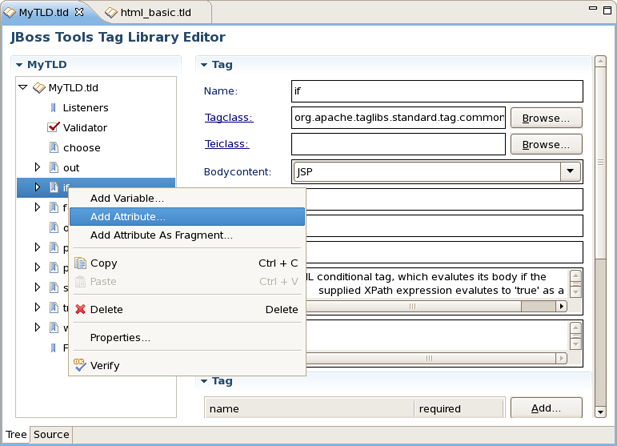 MyTLD.tld
html_basic.tld
JBoss Tools Tag Library Editor
MyTLD
MyTLD.tld
Listeners
Validator
choose
out
if
Tag
Name:
if
Tagclass:
org.apache.taglibs.standard.tag.common
Browse...
Teiclass:
Browse...
Bodycontent:
JSP
Add Variable...
Add Attribute...
Add Attribute As Fragment...
Copy
Ctrl + C
Paste
Ctrl + V
Delete
Delete
Properties...
Verify
conditional tag, which evalutes its body if the
supplied XPath expression evalutes to 'true' as a
Tag
name
required
Add...
Tree
Source